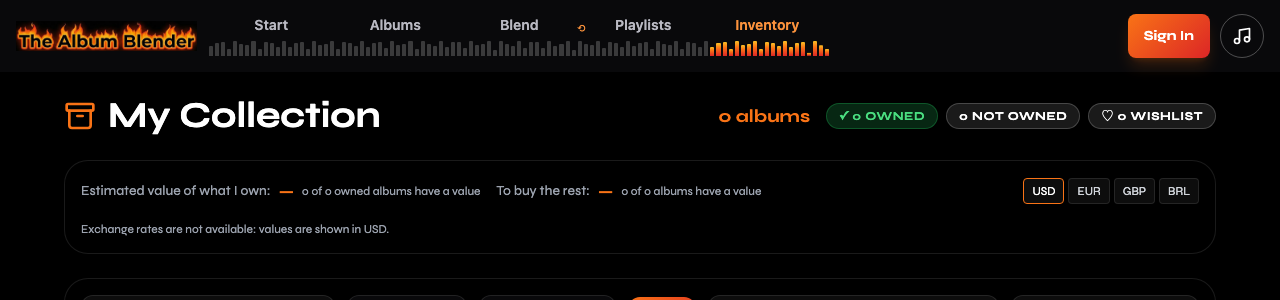 The Album Blender
Start
Albums
Blend
Playlists
Inventory
Sign In
My Collection
0 albums
✓ 0 OWNED
0 NOT OWNED
♡ 0 WISHLIST
Estimated value of what I own: — 0 of 0 owned albums have a value To buy the rest: — 0 of 0 albums have a value
USD
EUR
GBP
BRL
Exchange rates are not available: values are shown in USD.